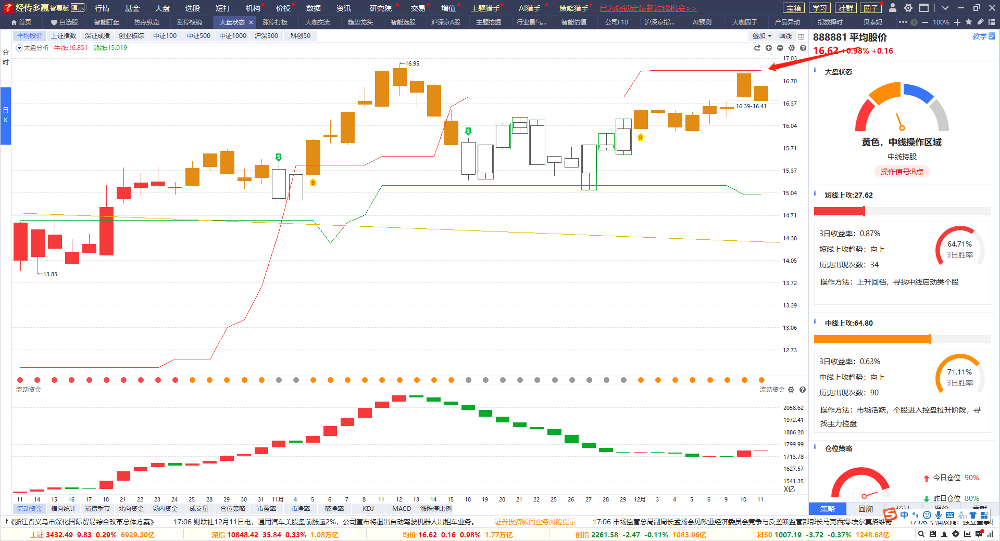 经传多赢 智尊版 演示 行情 基金 大盘 选股 短打 机构 价投 数据 资讯 研究院 交易 增值 主题猎手 AI猎手 策略猎手 已为您锁定最新短线机会>> 宝箱 学习 社群 圈子
首页 自选股 智能盯盘 热点纵览 涨停棱镜 大盘状态 × 涨停打板 大咖交流 趋势龙头 智能选股 沪深京A股 主题挖掘 行业景气... 智能估值 公司F10 沪深京指... AI预测 大咖圈子 产品异动 指数择时 贝泰妮 ••• 100%
平均股价 上证指数 深证成指 创业板综 中证100 中证500 中证1000 沪深300 科创50 叠加 画线
分时
日K
大盘分析 牛线:16.851 熊线:15.019
17.03
16.70
16.37
16.04
15.71
15.37
15.04
14.71
14.38
14.05
13.72
13.39
13.06
12.73
16.95
13.85
16.39-16.41
S
B
S
B
流动资金 流动资金
2058.62
1972.41
1886.20
1799.99
1713.78
1627.57
1541.35
X亿
11 14 15 16 17 18 21 22 23 24 25 28 29 30 31 11月 4 5 6 7 8 11 12 13 14 15 18 19 20 21 22 25 26 27 28 29 12月 3 4 5 6 9 10 11
流动资金 横向统计 捕捞季节 北向资金 场内资金 成交量 仓位策略 市盈率 市净率 破净率 KDJ MACD 涨跌停比例
888881 平均股价 教学
16.62 +0.98% +0.16
大盘状态
黄色，中线操作区域
中线持股
操作信号:B点
短线上攻:27.62
3日收益率：0.87%
短线上攻趋势：向上
历史出现次数：34
64.71%
3日胜率
操作方法：上升回档，寻找中线启动类个股
中线上攻:64.80
3日收益率：0.63%
中线上攻趋势：向上
历史出现次数：90
71.11%
3日胜率
操作方法：市场活跃，个股进入控盘拉升阶段，寻
找主力控盘
仓位策略
今日仓位 90%
昨日仓位 80%
策略 回溯 统计 报价 贡献
中
《浙江省义乌市深化国际贸易综合改革总体方案》 17:06 财联社12月11日电，通用汽车美股盘前涨逾2%，公司宣布将退出自动驾驶机器人出租车业务。 证券投资顾问业务风险提示 17:06 市场监管总局副局长孟扬会见欧亚经济委员会竞争与反垄断监管部部长马克西姆·埃尔莫洛维奇 17:06 华润双鹤：独立董事
上证 3432.49 9.83 0.29% 6929.30亿 深指 10848.42 35.84 0.33% 1.08万亿 均价 16.62 0.16 0.98% 1.77万亿 创指 2261.58 -2.47 -0.11% 1083.96亿 科50 1007.19 -3.72 -0.37% 1248.68亿